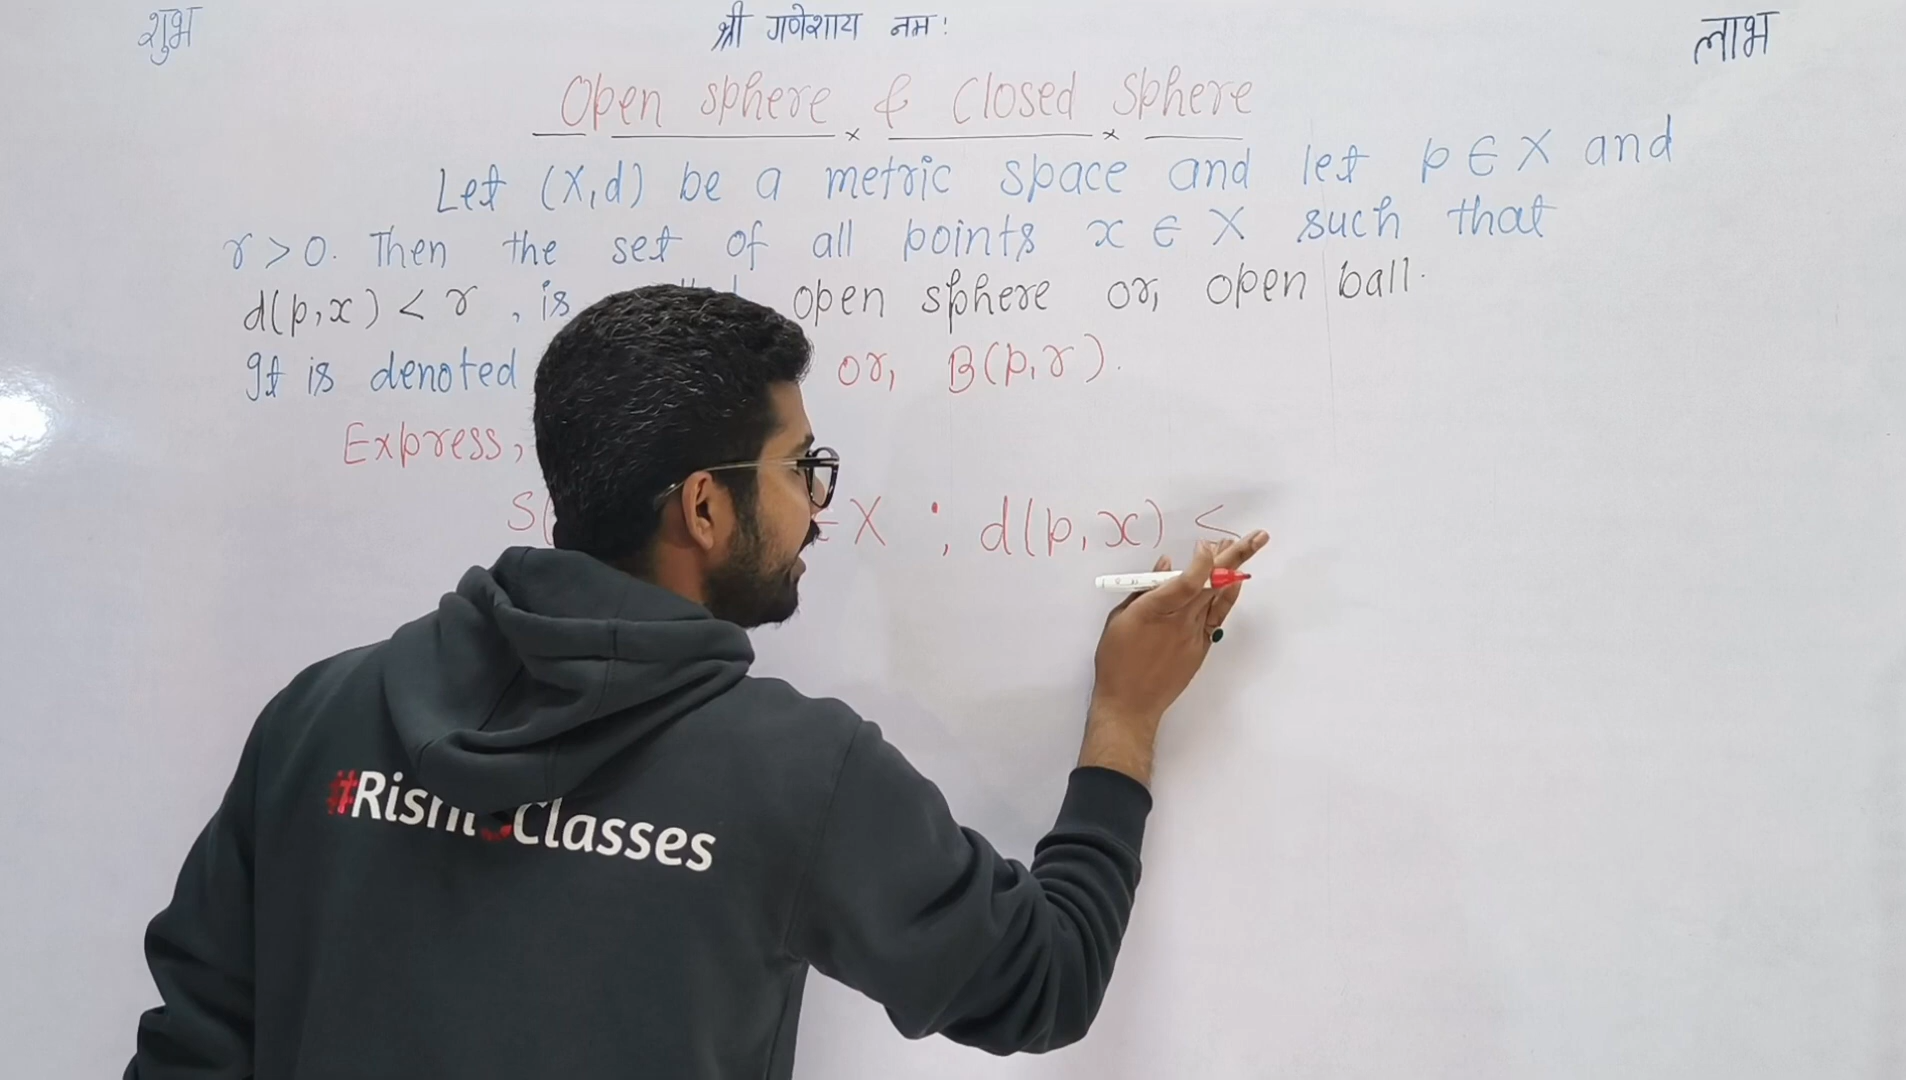 शुभ श्री गणेशाय नमः लाभ
Open sphere & Closed Sphere
Let (X,d) be a metric space and let p ∈ X and
r > 0. Then the set of all points x ∈ X such that
d(p,x) < r , is open sphere or, open ball.
It is denoted or, B(p,r).
Express,
S( ∈ X : d(p,x) <
#Rishi Classes